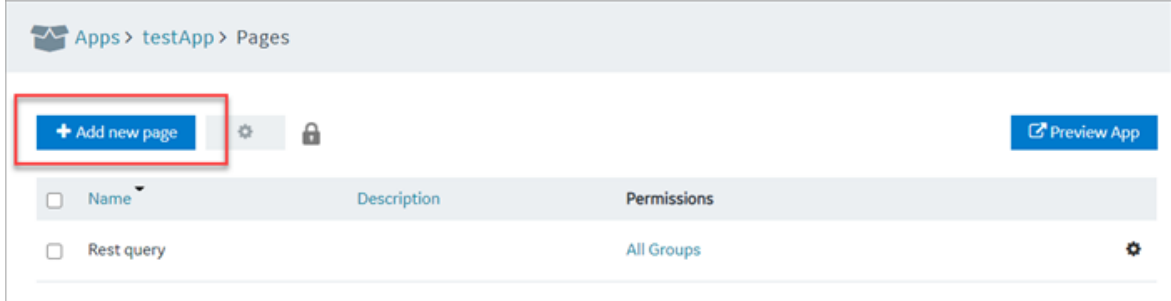 Apps > testApp > Pages
+ Add new page
Preview App
Name Description Permissions
Rest query All Groups